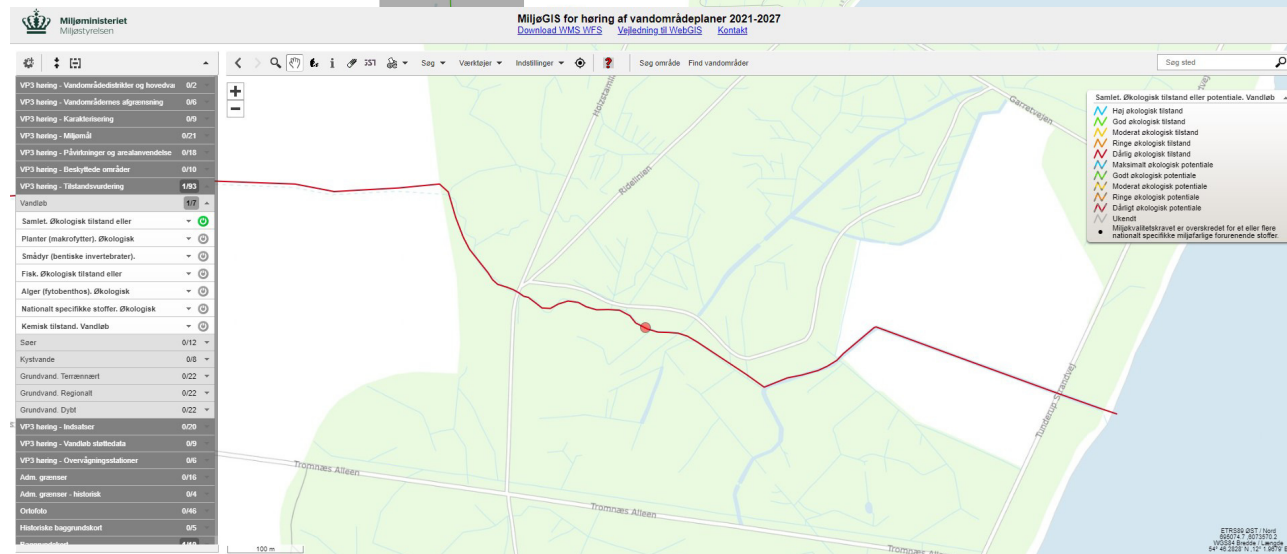 Miljøministeriet
Miljøstyrelsen
MiljøGIS for høring af vandområdeplaner 2021-2027
Download WMS WFS Vejledning til WebGIS Kontakt
Søg Værktøjer Indstillinger Søg område Find vandområder
Søg sted
VP3 høring - Vandområdedistrikter og hovedvai 0/2
VP3 høring - Vandområdernes afgrænsning 0/6
VP3 høring - Karakterisering 0/9
VP3 høring - Miljømål 0/21
VP3 høring - Påvirkninger og arealanvendelse 0/18
VP3 høring - Beskyttede områder 0/10
VP3 høring - Tilstandsvurdering 1/93
Vandløb 1/7
Samlet. Økologisk tilstand eller
Planter (makrofytter). Økologisk
Smådyr (bentiske invertebrater).
Fisk. Økologisk tilstand eller
Alger (fytobenthos). Økologisk
Nationalt specifikke stoffer. Økologisk
Kemisk tilstand. Vandløb
Søer 0/12
Kystvande 0/8
Grundvand. Terrænnært 0/22
Grundvand. Regionalt 0/22
Grundvand. Dybt 0/22
VP3 høring - Indsatser 0/20
VP3 høring - Vandløb støttedata 0/9
VP3 høring - Overvågningsstationer 0/6
Adm. grænser 0/16
Adm. grænser - historisk 0/4
Ortofoto 0/46
Historiske baggrundskort 0/5
Ridelinien
Garretvejen
Tunderup Strandvej
Tromnæs Alleen
Tromnæs Alleen
Tromnæs Alleen
100 m
Samlet. Økologisk tilstand eller potentiale. Vandløb
Høj økologisk tilstand
God økologisk tilstand
Moderat økologisk tilstand
Ringe økologisk tilstand
Dårlig økologisk tilstand
Maksimalt økologisk potentiale
Godt økologisk potentiale
Moderat økologisk potentiale
Ringe økologisk potentiale
Dårligt økologisk potentiale
Ukendt
Miljøkvalitetskravet er overskredet for et eller flere
nationalt specifikke miljøfarlige forurenende stoffer.
ETRS89 ØST / Nord
WGS84 Bredde / Længde